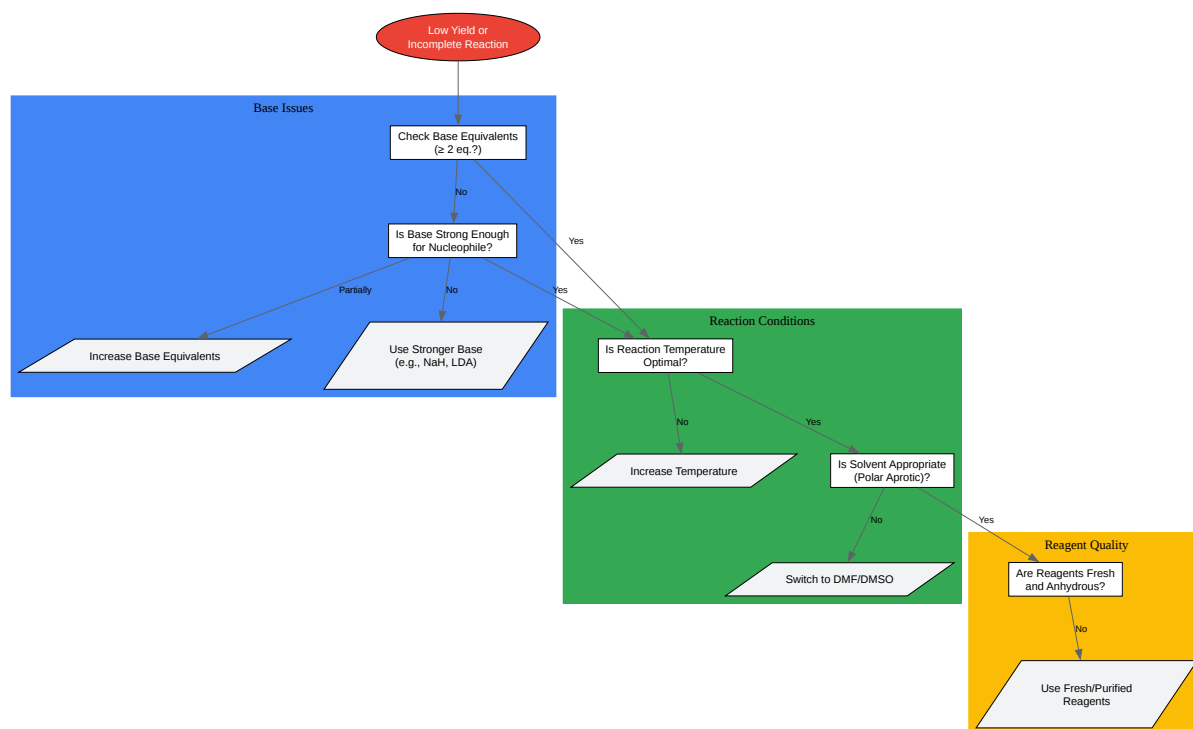 Low Yield or
Incomplete Reaction
Base Issues
Check Base Equivalents
(≥ 2 eq.?)
No
Is Base Strong Enough
for Nucleophile?
Yes
Partially
No
Yes
Increase Base Equivalents
Use Stronger Base
(e.g., NaH, LDA)
Reaction Conditions
Is Reaction Temperature
Optimal?
No
Yes
Increase Temperature
Is Solvent Appropriate
(Polar Aprotic)?
No
Yes
Switch to DMF/DMSO
Reagent Quality
Are Reagents Fresh
and Anhydrous?
No
Use Fresh/Purified
Reagents